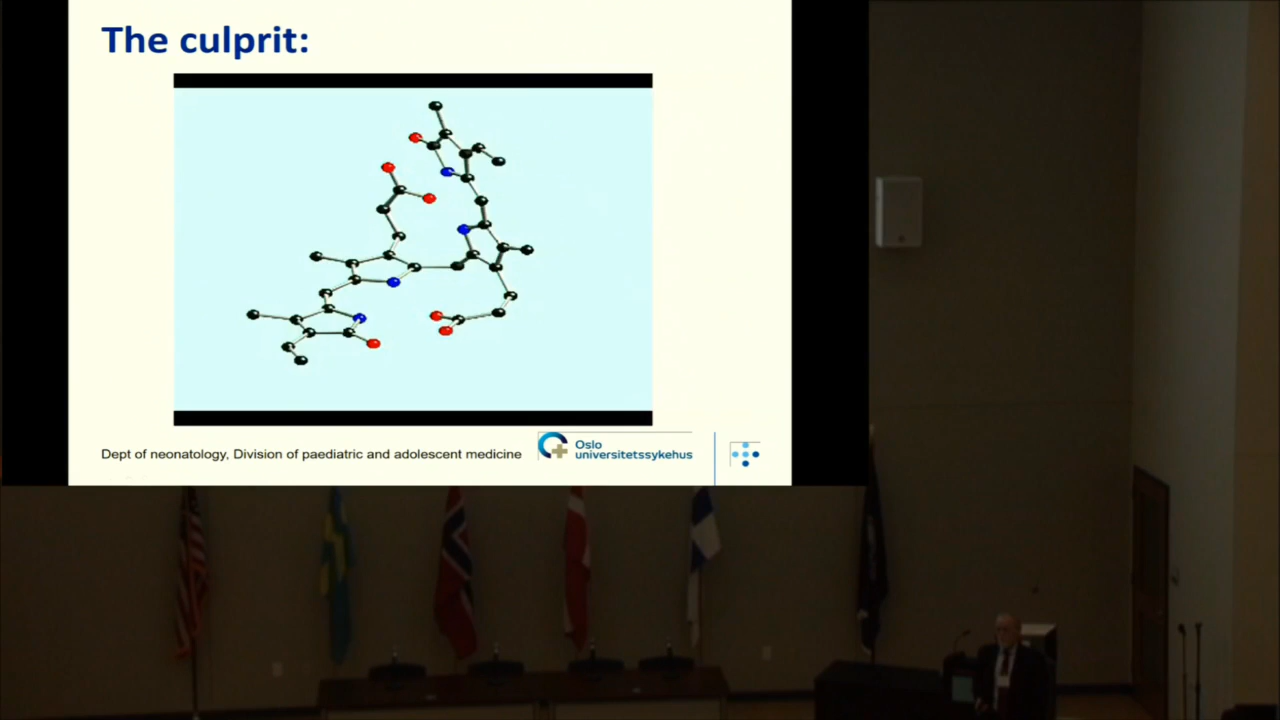 The culprit:
Dept of neonatology, Division of paediatric and adolescent medicine
Oslo
universitetssykehus